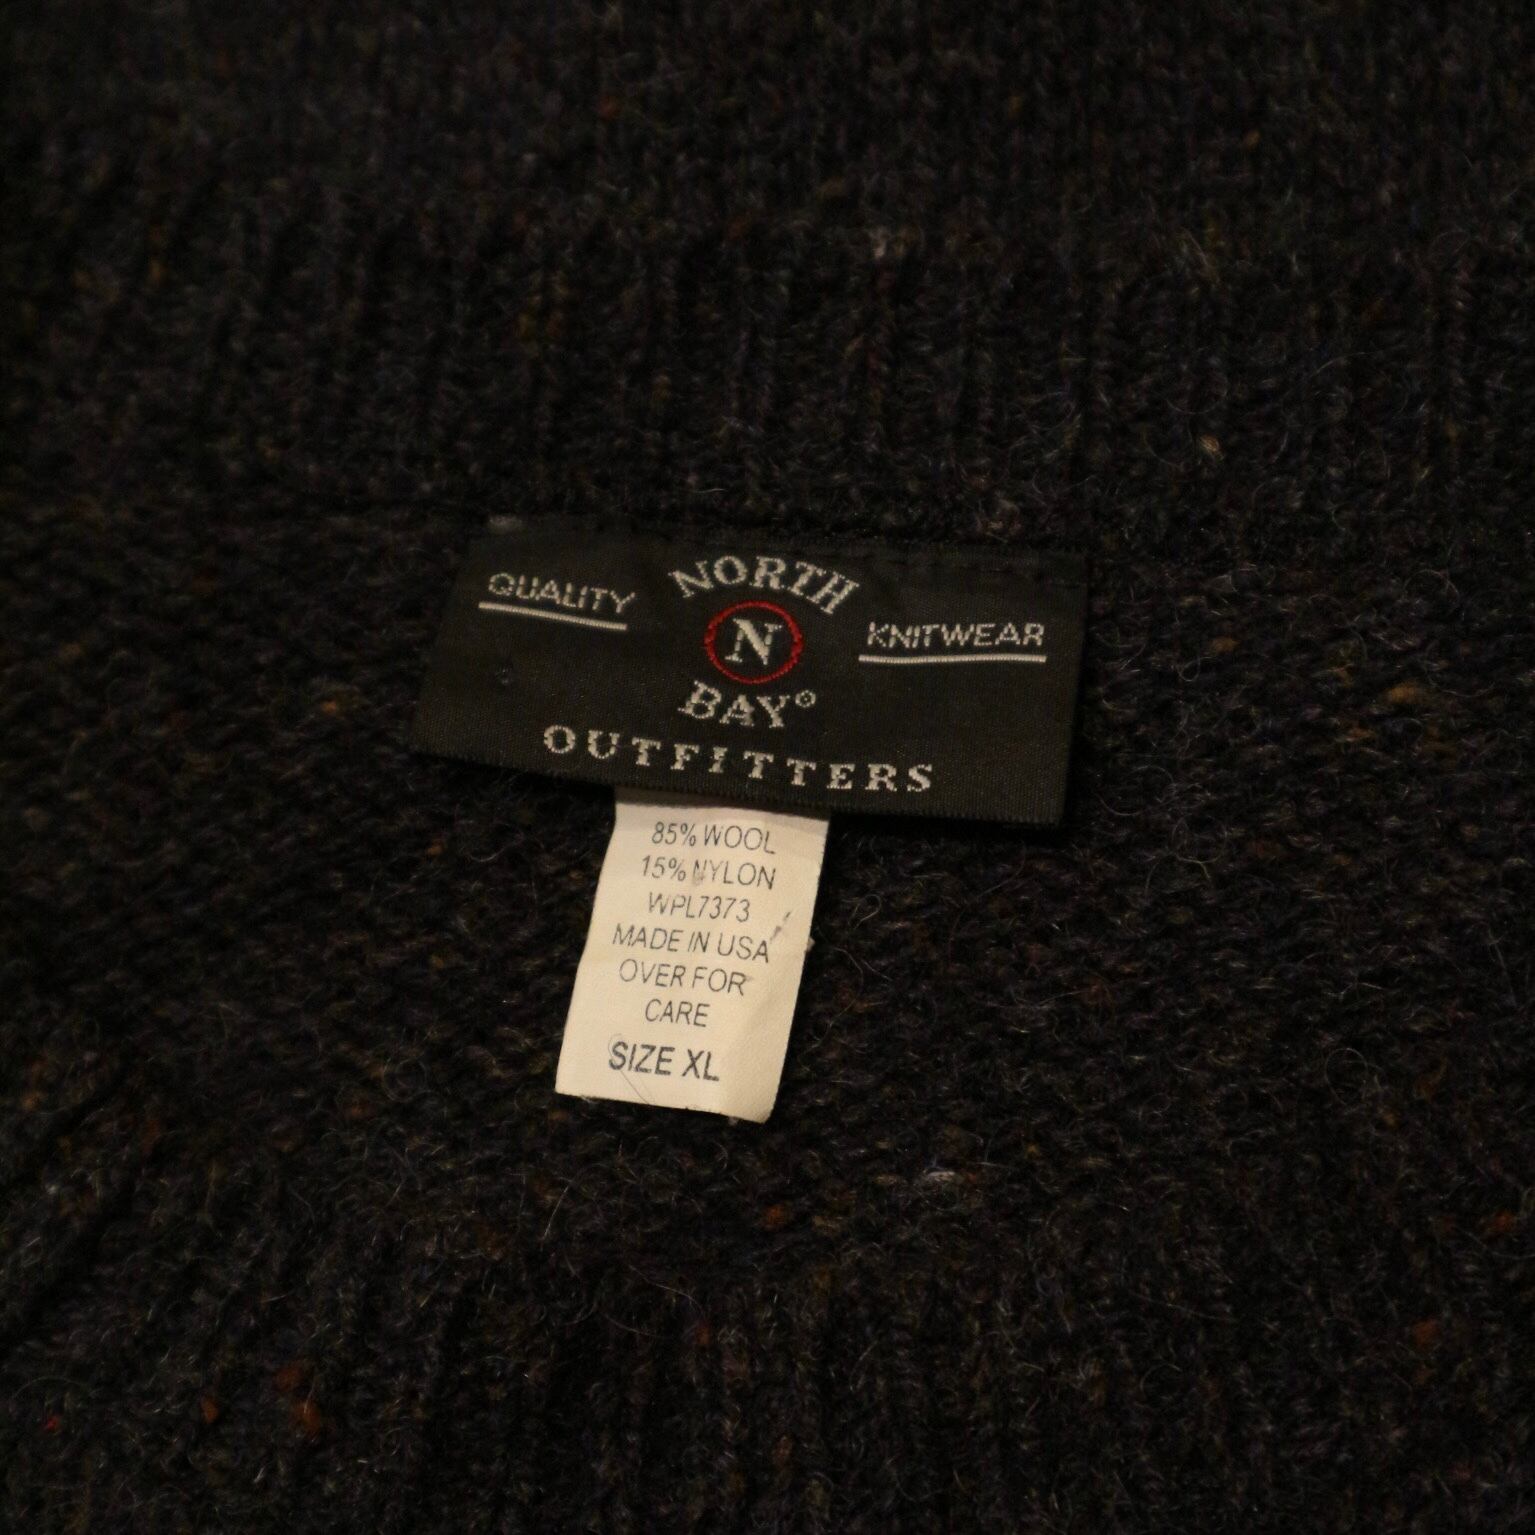 QUALITY
NORTH
N
BAY®
KNITWEAR
OUTFITTERS
85% WOOL
15% NYLON
WPL7373
MADE IN USA
OVER FOR
CARE
SIZE XL